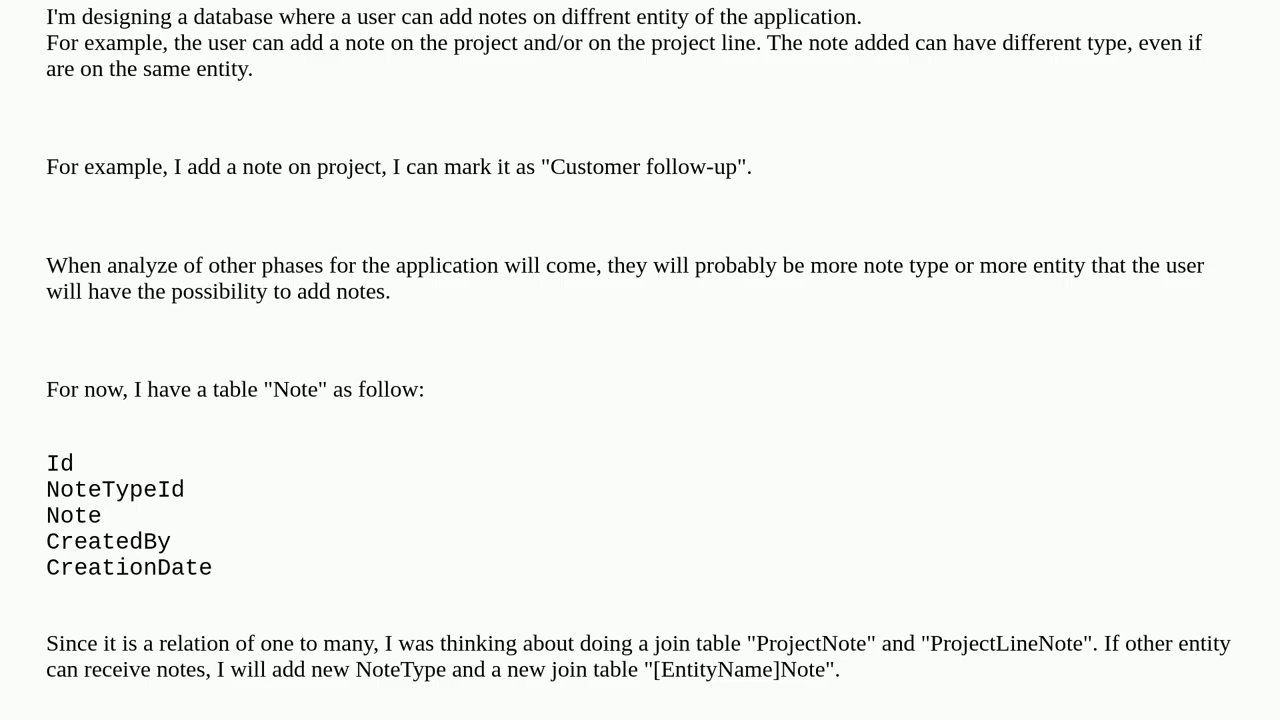 I'm designing a database where a user can add notes on diffrent entity of the application.
For example, the user can add a note on the project and/or on the project line. The note added can have different type, even if
are on the same entity.
For example, I add a note on project, I can mark it as "Customer follow-up".
When analyze of other phases for the application will come, they will probably be more note type or more entity that the user
will have the possibility to add notes.
For now, I have a table "Note" as follow:
Id
NoteTypeId
Note
CreatedBy
CreationDate
Since it is a relation of one to many, I was thinking about doing a join table "ProjectNote" and "ProjectLineNote". If other entity
can receive notes, I will add new NoteType and a new join table "[EntityName]Note".